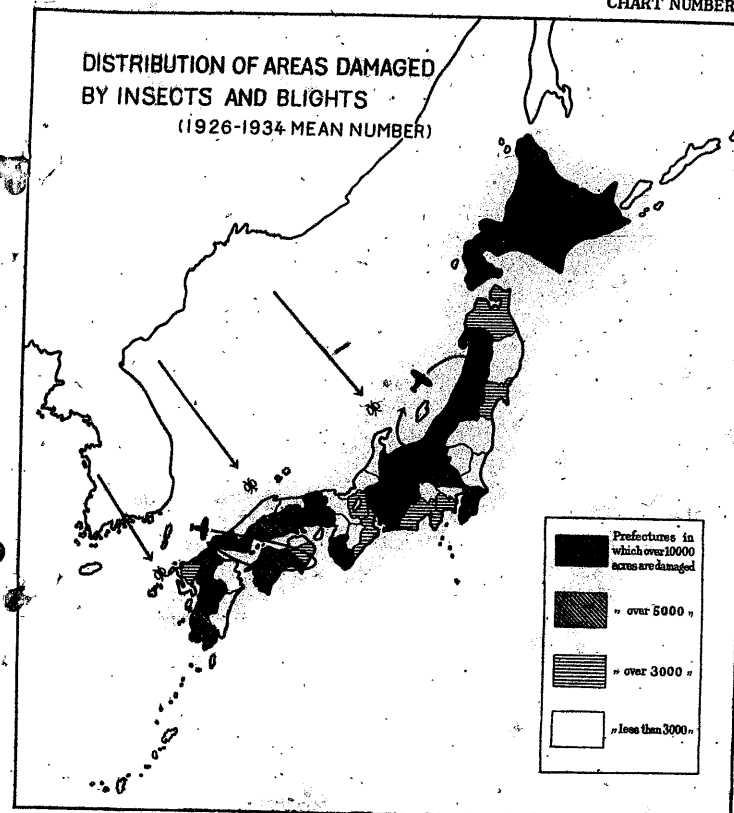 CHART NUMBER
DISTRIBUTION OF AREAS DAMAGED
BY INSECTS AND BLIGHTS
(1926-1934 MEAN NUMBER)
Prefectures in
which over 10000
acres are damaged
〃 over 5000 〃
〃 over 3000 〃
〃 less than 3000 〃